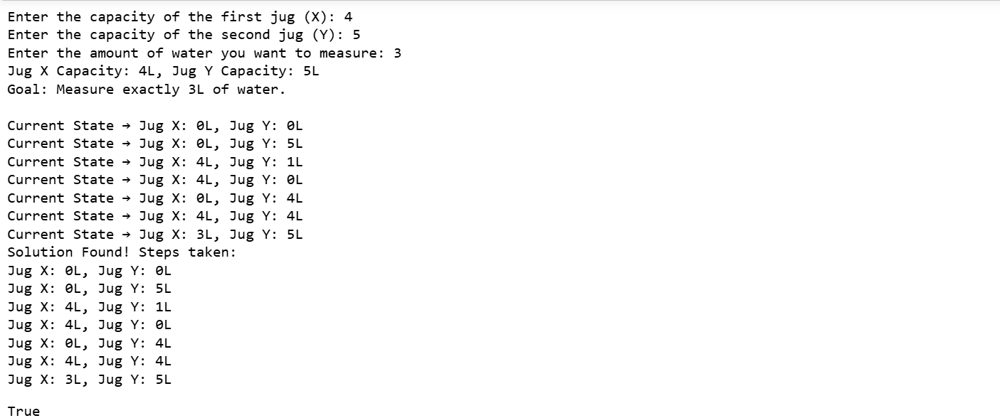 Enter the capacity of the first jug (X): 4
Enter the capacity of the second jug (Y): 5
Enter the amount of water you want to measure: 3
Jug X Capacity: 4L, Jug Y Capacity: 5L
Goal: Measure exactly 3L of water.

Current State → Jug X: 0L, Jug Y: 0L
Current State → Jug X: 0L, Jug Y: 5L
Current State → Jug X: 4L, Jug Y: 1L
Current State → Jug X: 4L, Jug Y: 0L
Current State → Jug X: 0L, Jug Y: 4L
Current State → Jug X: 4L, Jug Y: 4L
Current State → Jug X: 3L, Jug Y: 5L
Solution Found! Steps taken:
Jug X: 0L, Jug Y: 0L
Jug X: 0L, Jug Y: 5L
Jug X: 4L, Jug Y: 1L
Jug X: 4L, Jug Y: 0L
Jug X: 0L, Jug Y: 4L
Jug X: 4L, Jug Y: 4L
Jug X: 3L, Jug Y: 5L

True